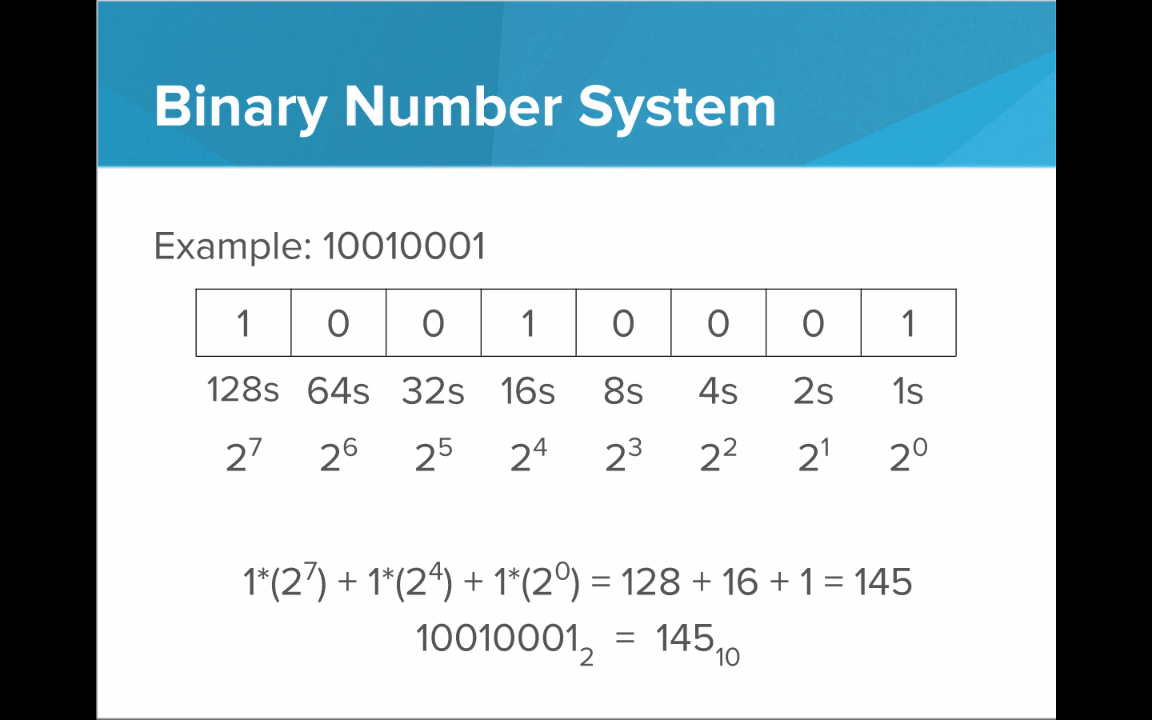 Binary Number System
Example: 10010001
1 0 0 1 0 0 0 1
128s 64s 32s 16s 8s 4s 2s 1s
2⁷ 2⁶ 2⁵ 2⁴ 2³ 2² 2¹ 2⁰
1*(2⁷) + 1*(2⁴) + 1*(2⁰) = 128 + 16 + 1 = 145
10010001₂ = 145₁₀